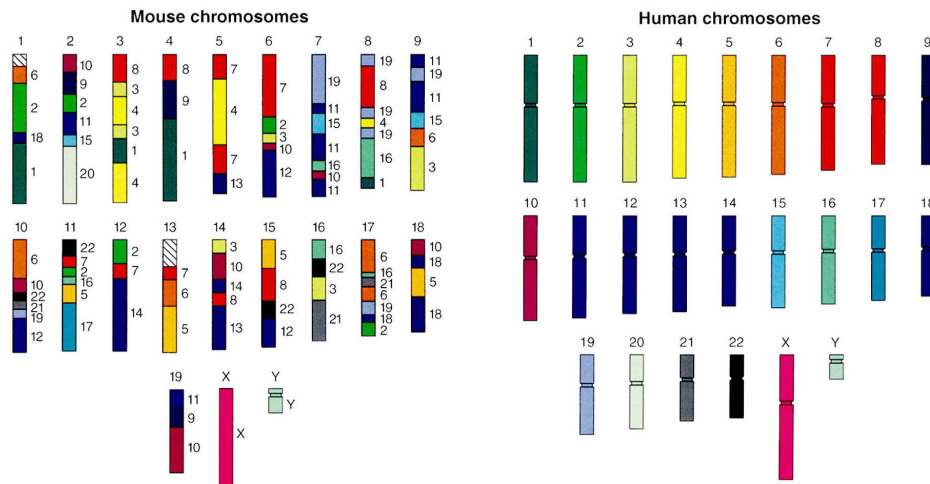 Mouse chromosomes
1 2 3 4 5 6 7 8 9
6 2 18 1
10 9 2 11 15 20
8 3 4 3 1 4
8 9 1
7 4 7 13
7 2 3 10 12
19 11 15 11 16 10 11
19 8 19 4 19 16 1
11 19 11 15 6 3
10 11 12 13 14 15 16 17 18
6 10 22 21 19 12
22 7 2 16 5 17
2 7 14
7 6 5
3 10 14 8 13
5 8 22 12
16 22 3 21
6 16 21 6 19 18 2
10 18 5 18
19 X Y
11 9 10
X
Y
Human chromosomes
1 2 3 4 5 6 7 8 9
10 11 12 13 14 15 16 17 18
19 20 21 22 X Y